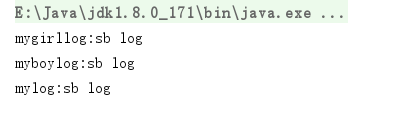 E:\Java\jdk1.8.0_171\bin\java.exe ...
mygirllog:sb log
myboylog:sb log
mylog:sb log